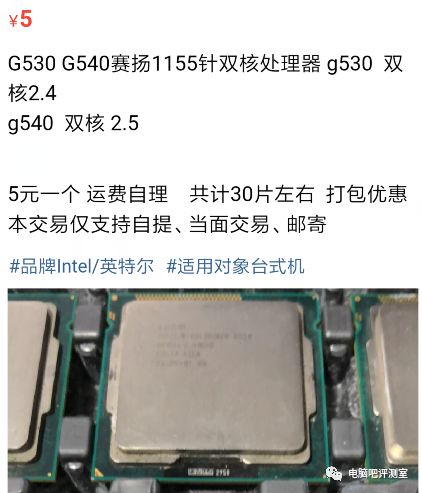 ¥5
G530 G540赛扬1155针双核处理器 g530 双
核2.4
g540 双核 2.5
5元一个 运费自理 共计30片左右 打包优惠
本交易仅支持自提、当面交易、邮寄
#品牌Intel/英特尔 #适用对象台式机
电脑吧评测室